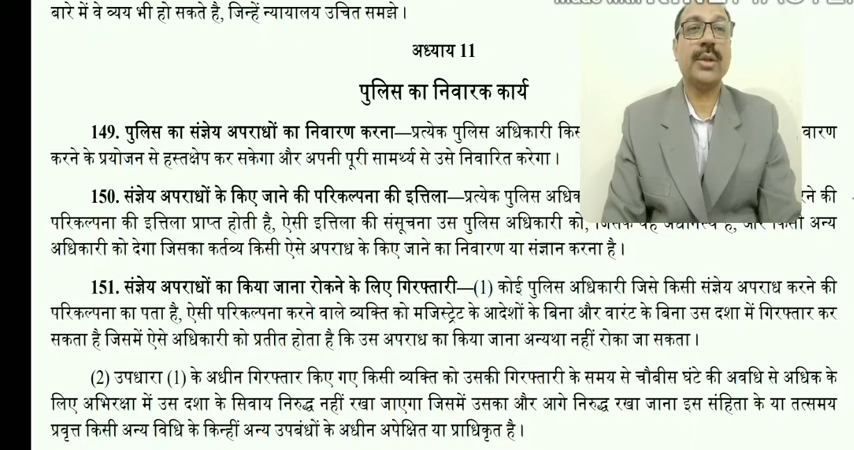 बारे में वे व्यय भी हो सकते है, जिन्हें न्यायालय उचित समझे।
अध्याय 11
पुलिस का निवारक कार्य
149. पुलिस का संज्ञेय अपराधों का निवारण करना—प्रत्येक पुलिस अधिकारी
करने के प्रयोजन से हस्तक्षेप कर सकेगा और अपनी पूरी सामर्थ्य से उसे निवारित करेगा।
150. संज्ञेय अपराधों के किए जाने की परिकल्पना की इत्तिला—प्रत्येक पुलिस रने की
परिकल्पना की इत्तिला प्राप्त होती है, ऐसी इत्तिला की संसूचना उस पुलिस अधिकारी को, अन्य
अधिकारी को देगा जिसका कर्तव्य किसी ऐसे अपराध के किए जाने का निवारण या संज्ञान करना है।
151. संज्ञेय अपराधों का किया जाना रोकने के लिए गिरफ्तारी—(1) कोई पुलिस अधिकारी जिसे किसी संज्ञेय अपराध करने की
परिकल्पना का पता है, ऐसी परिकल्पना करने वाले व्यक्ति को मजिस्ट्रेट के आदेशों के बिना और वारंट के बिना उस दशा में गिरफ्तार कर
सकता है जिसमें ऐसे अधिकारी को प्रतीत होता है कि उस अपराध का किया जाना अन्यथा नहीं रोका जा सकता।
(2) उपधारा (1) के अधीन गिरफ्तार किए गए किसी व्यक्ति को उसकी गिरफ्तारी के समय से चौबीस घंटे की अवधि से अधिक के
लिए अभिरक्षा में उस दशा के सिवाय निरुद्ध नहीं रखा जाएगा जिसमें उसका और आगे निरुद्ध रखा जाना इस संहिता के या तत्समय
प्रवृत्त किसी अन्य विधि के किन्हीं अन्य उपबंधों के अधीन अपेक्षित या प्राधिकृत है।